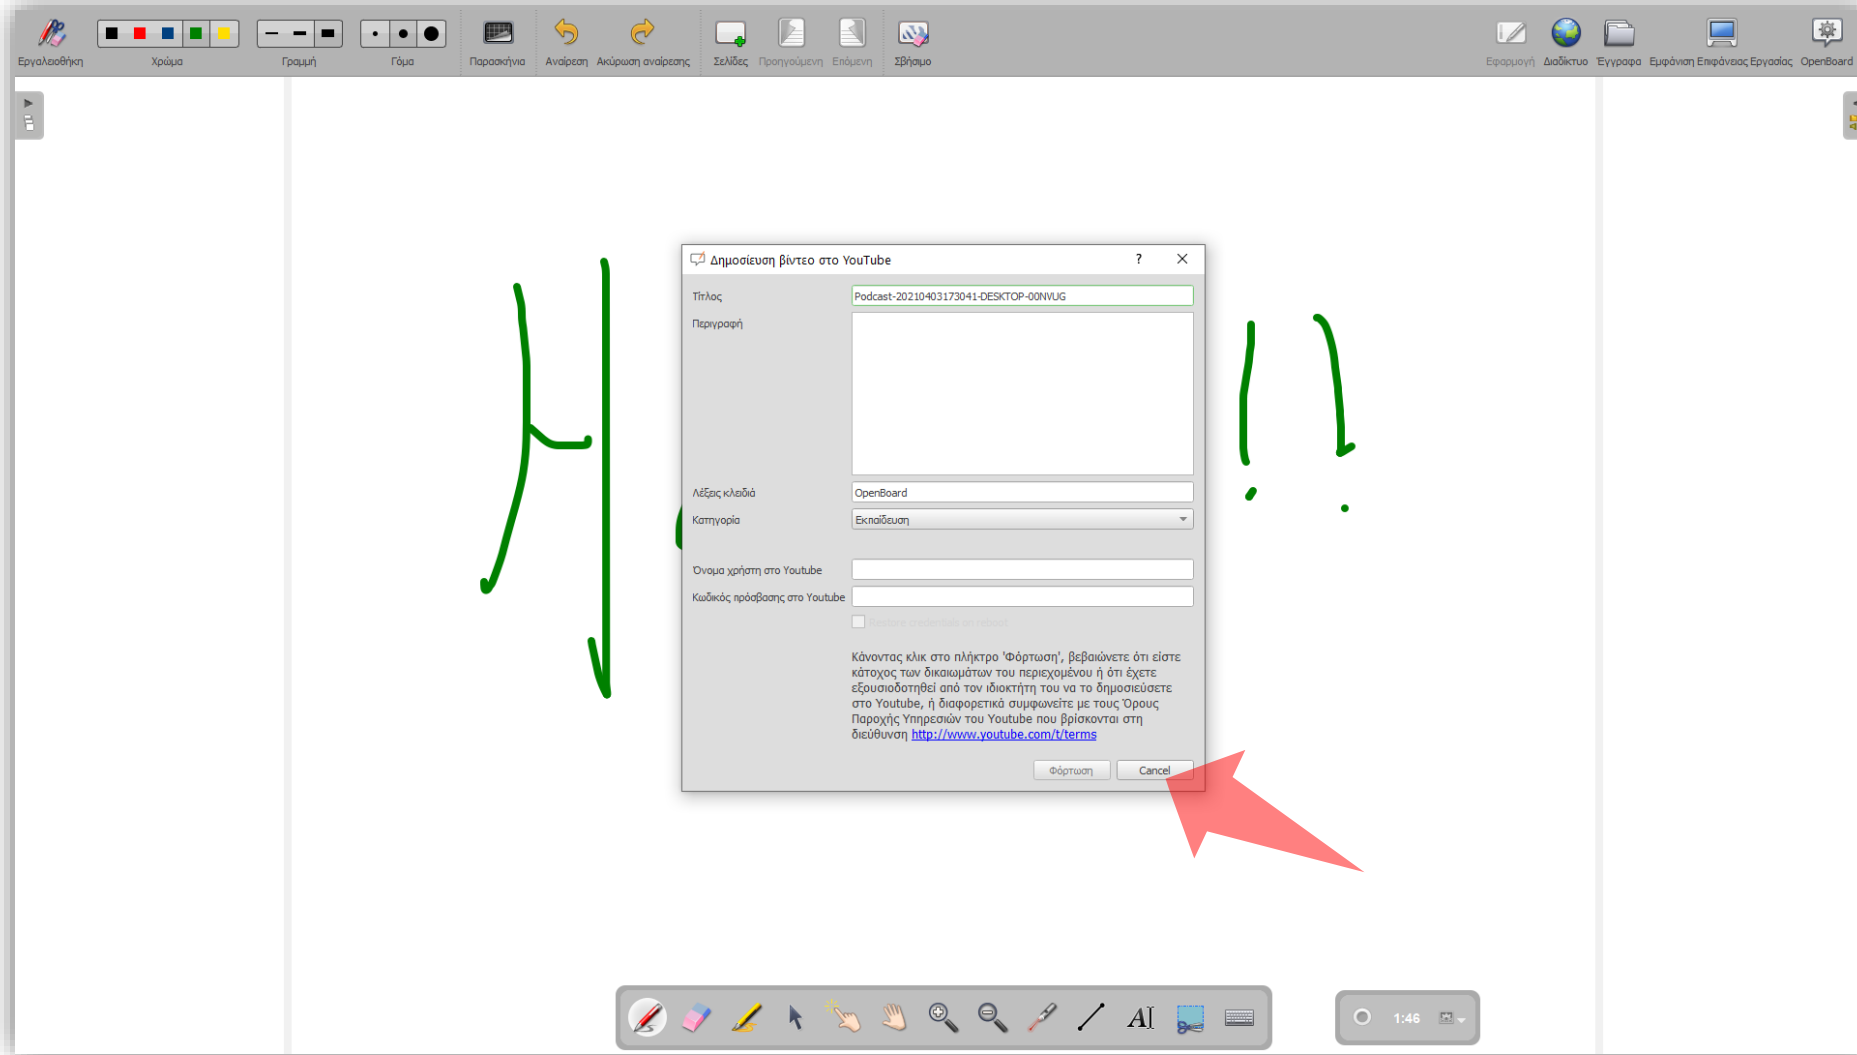 Εργαλειοθήκη Χρώμα Γραμμή Γόμα Παρασκήνια Αναίρεση Ακύρωση αναίρεσης Σελίδες Προηγούμενη Επόμενη Σβήσιμο Εφαρμογή Διαδίκτυο Έγγραφα Εμφάνιση Επιφάνειας Εργασίας OpenBoard
Δημοσίευση βίντεο στο YouTube ?
Τίτλος Podcast-20210403173041-DESKTOP-00NVUG
Περιγραφή
Λέξεις κλειδιά OpenBoard
Κατηγορία Εκπαίδευση
Όνομα χρήστη στο Youtube
Κωδικός πρόσβασης στο Youtube
Κάνοντας κλικ στο πλήκτρο 'Φόρτωση', βεβαιώνετε ότι είστε
κάτοχος των δικαιωμάτων του περιεχομένου ή ότι έχετε
εξουσιοδοτηθεί από τον ιδιοκτήτη του να το δημοσιεύσετε
στο Youtube, ή διαφορετικά συμφωνείτε με τους Όρους
Παροχής Υπηρεσιών του Youtube που βρίσκονται στη
διεύθυνση http://www.youtube.com/t/terms
Φόρτωση Cancel
!!
AI 1:46